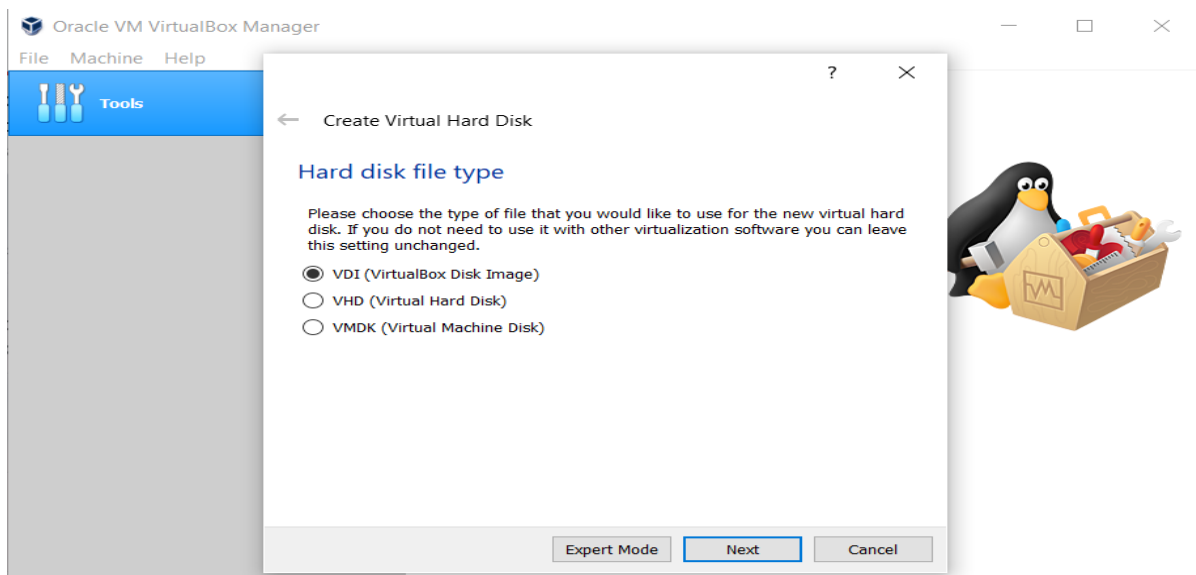 Oracle VM VirtualBox Manager
File Machine Help
Tools
?
Create Virtual Hard Disk
Hard disk file type
Please choose the type of file that you would like to use for the new virtual hard
disk. If you do not need to use it with other virtualization software you can leave
this setting unchanged.
VDI (VirtualBox Disk Image)
VHD (Virtual Hard Disk)
VMDK (Virtual Machine Disk)
Expert Mode Next Cancel